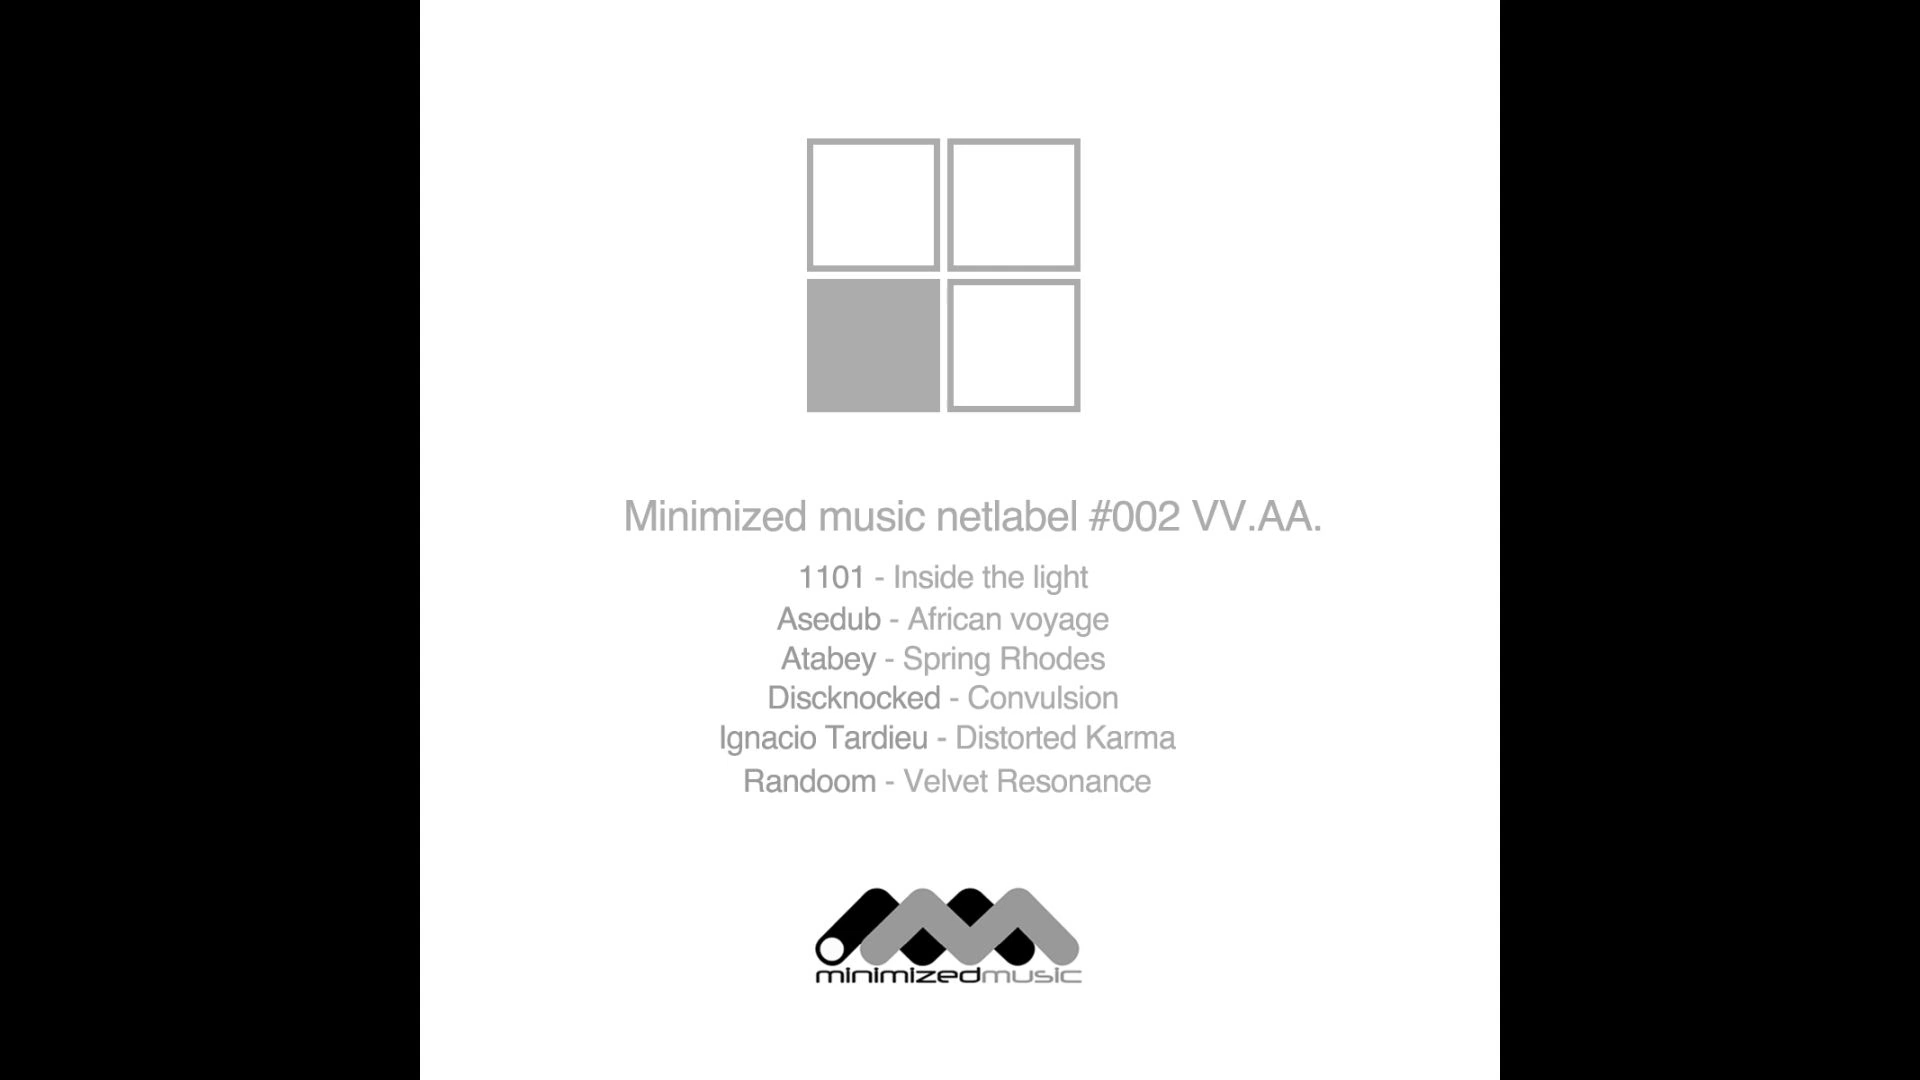 Minimized music netlabel #002 VV.AA.
1101 - Inside the light
Asedub - African voyage
Atabey - Spring Rhodes
Discknocked - Convulsion
Ignacio Tardieu - Distorted Karma
Randoom - Velvet Resonance
minimizedmusic